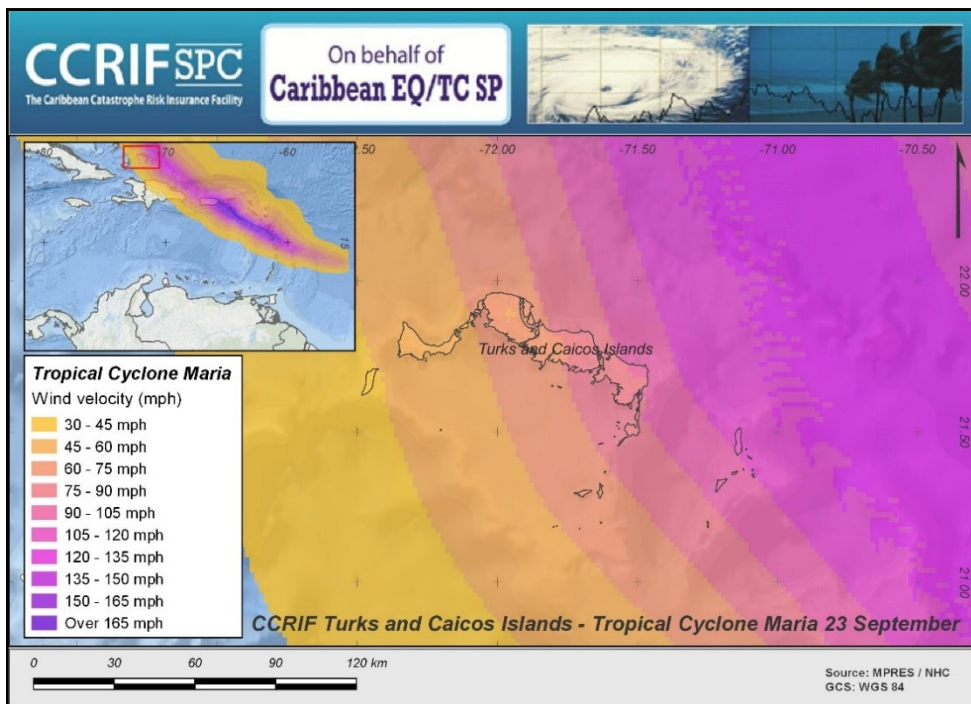 CCRIF SPC
The Caribbean Catastrophe Risk Insurance Facility
On behalf of
Caribbean EQ/TC SP
-80
-70
-60
15
2.50
-72.00
-71.50
-71.00
-70.50
22.00
21.50
21.00
Turks and Caicos Islands
Tropical Cyclone Maria
Wind velocity (mph)
30 - 45 mph
45 - 60 mph
60 - 75 mph
75 - 90 mph
90 - 105 mph
105 - 120 mph
120 - 135 mph
135 - 150 mph
150 - 165 mph
Over 165 mph
CCRIF Turks and Caicos Islands - Tropical Cyclone Maria 23 September
0 30 60 90 120 km
Source: MPRES / NHC
GCS: WGS 84